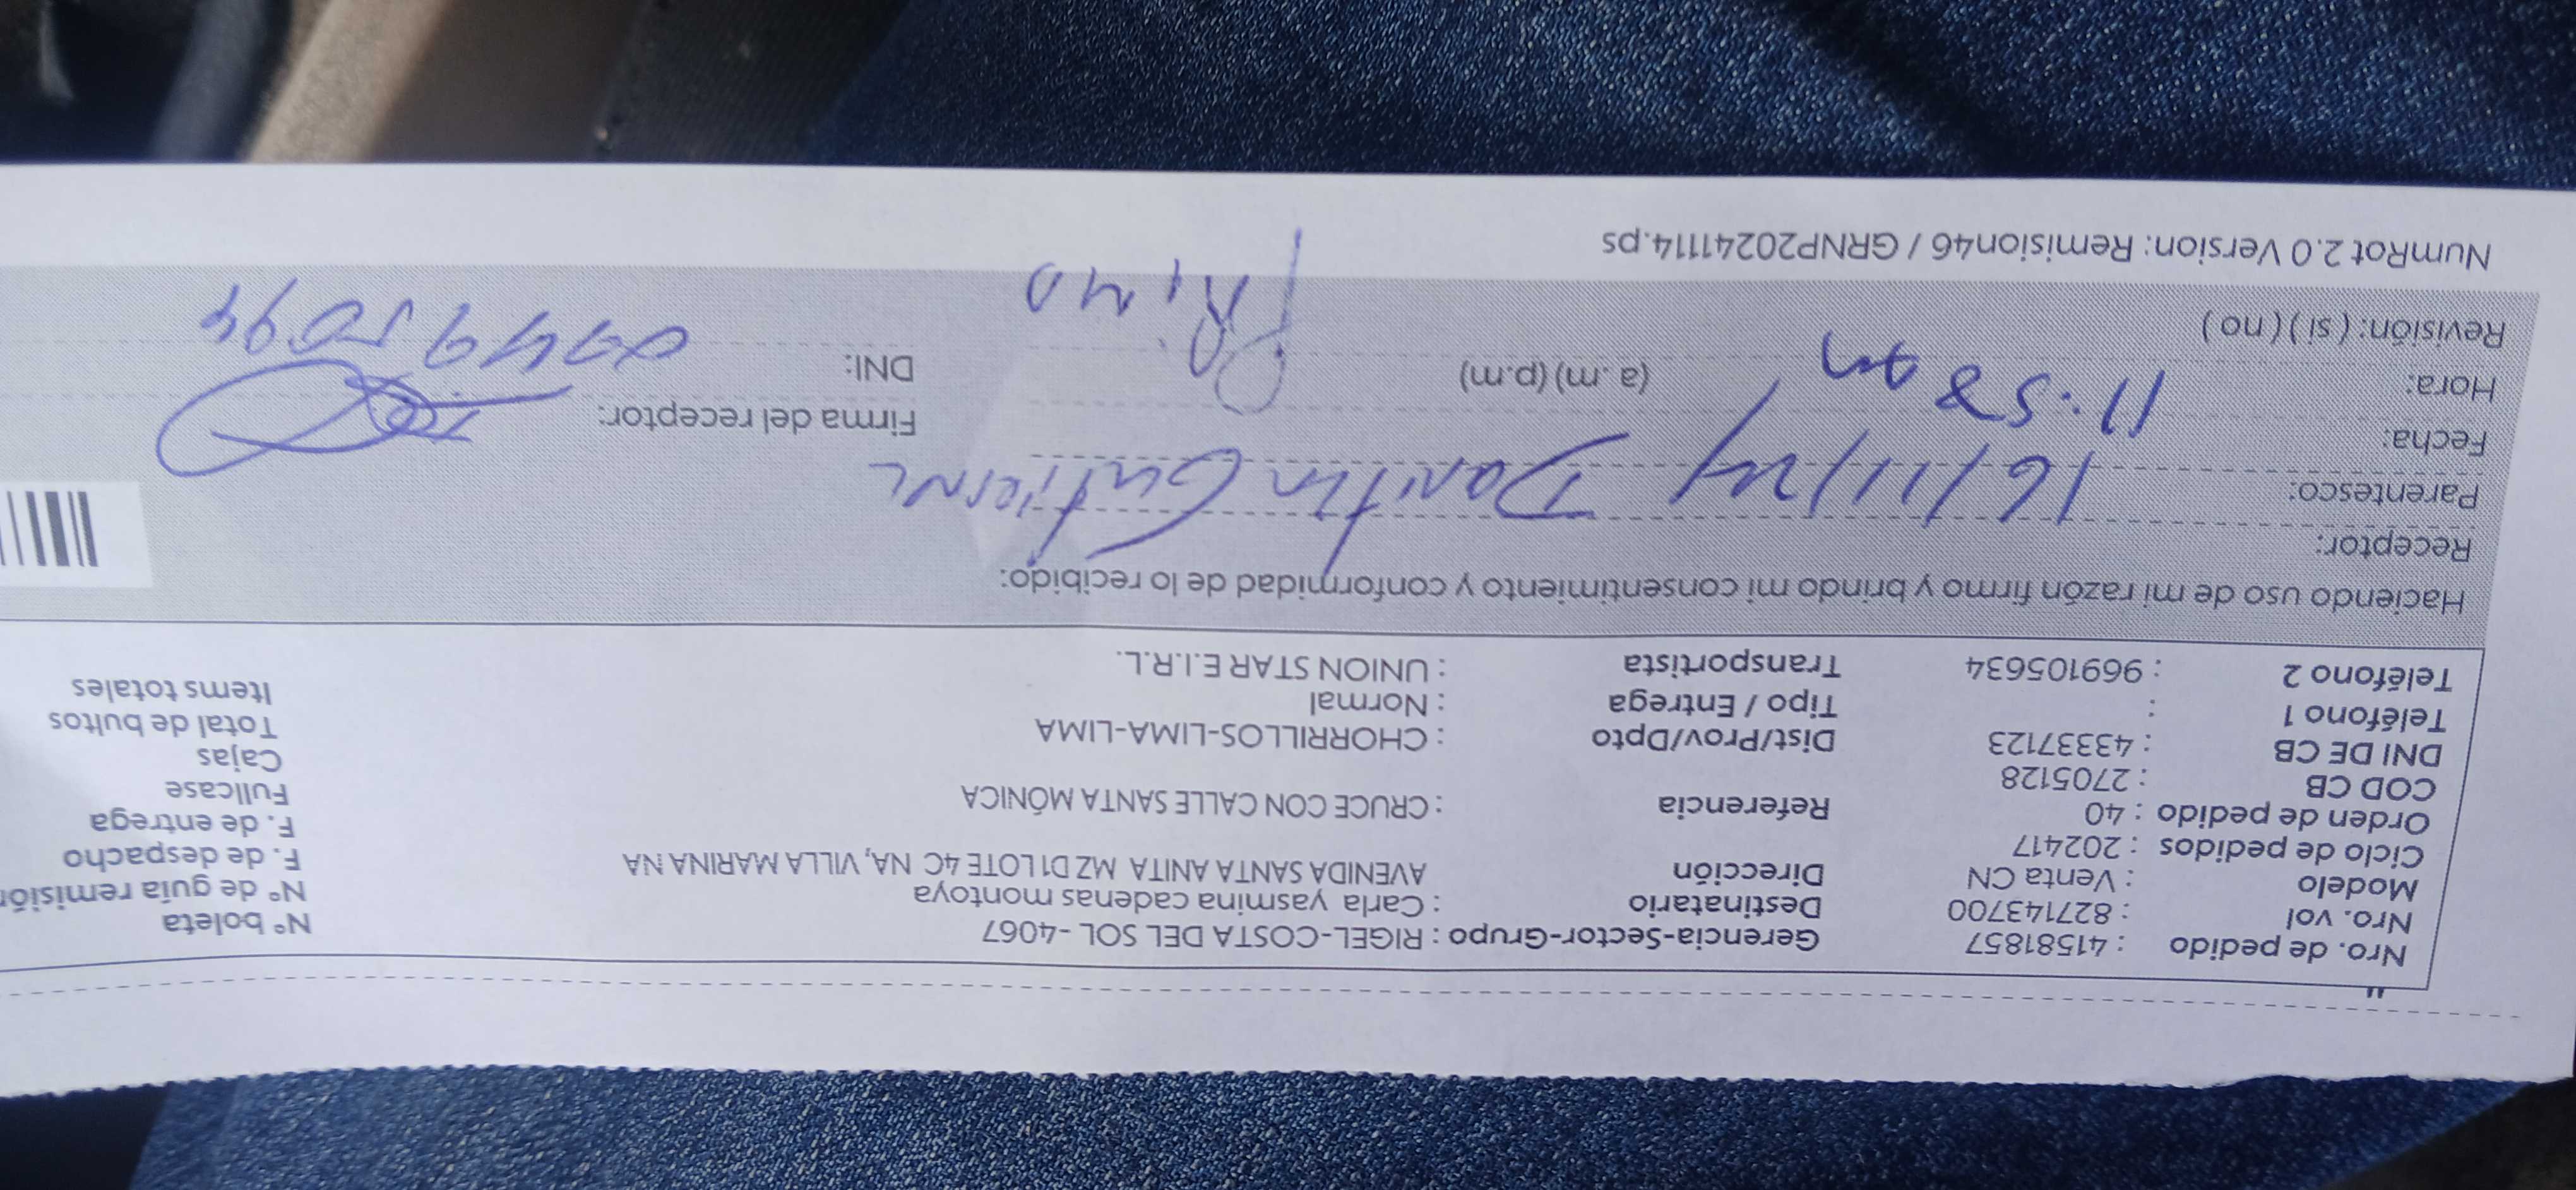 Nro. de pedido : 41581857 Gerencia-Sector-Grupo : RIGEL-COSTA DEL SOL -4067 N° boleta
Nro. vol : 827143700 Destinatario : Carla yasmina cadenas montoya N° de guía remisión
Modelo : Venta CN Dirección AVENIDA SANTA ANITA MZ D1 LOTE 4C NA, VILLA MARINA NA F. de despacho
Ciclo de pedidos : 202417 F. de entrega
Orden de pedido : 40 Referencia : CRUCE CON CALLE SANTA MÓNICA Fullcase
COD CB : 2705128 Cajas
DNI DE CB : 43337123 Dist/Prov/Dpto : CHORRILLOS-LIMA-LIMA Total de bultos
Teléfono 1 : Tipo / Entrega : Normal Items totales
Teléfono 2 : 969105634 Transportista : UNION STAR E.I.R.L.
Haciendo uso de mi razón firmo y brindo mi consentimiento y conformidad de lo recibido:
Receptor:
Parentesco:
Fecha: 16/11/24 Firma del receptor:
Hora: 11:58 am (a.m) (p.m) PRIMO DNI:
Revisión: ( si ) ( no )
NumRot 2.0 Version: Remision46 / GRNP20241114.ps